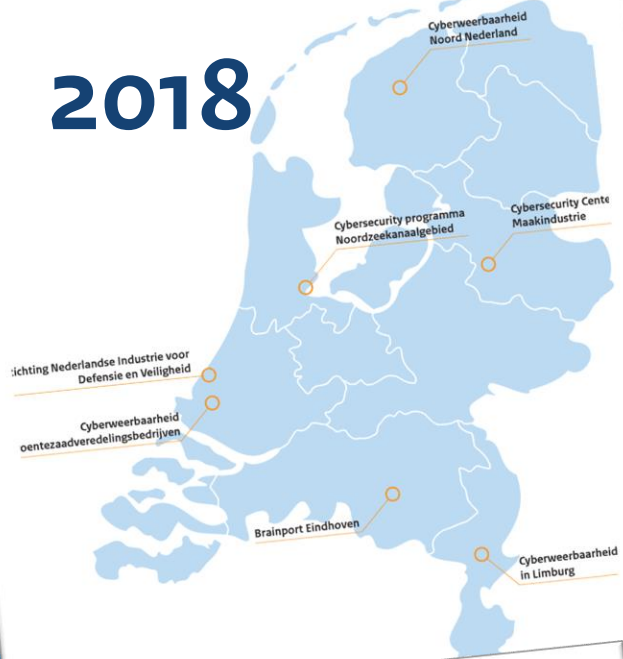 2018
Cyberweerbaarheid
Noord Nederland
Cybersecurity programma
Noordzeekanaalgebied
Cybersecurity Cente
Maakindustrie
ichting Nederlandse Industrie voor
Defensie en Veiligheid
Cyberweerbaarheid
oentezaadveredelingsbedrijven
Brainport Eindhoven
Cyberweerbaarheid
in Limburg